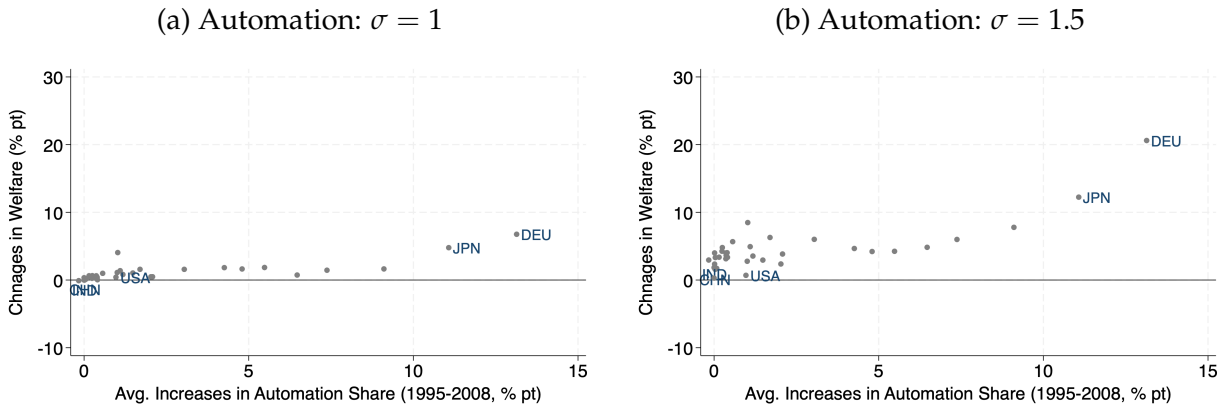 (a) Automation: σ = 1
Chnages in Welfare (% pt)
30
20
10
0
-10
DEU
JPN
USA
CHN
IND
0
5
10
15
Avg. Increases in Automation Share (1995-2008, % pt)
(b) Automation: σ = 1.5
Chnages in Welfare (% pt)
30
20
10
0
-10
DEU
JPN
IND
USA
CHN
0
5
10
15
Avg. Increases in Automation Share (1995-2008, % pt)